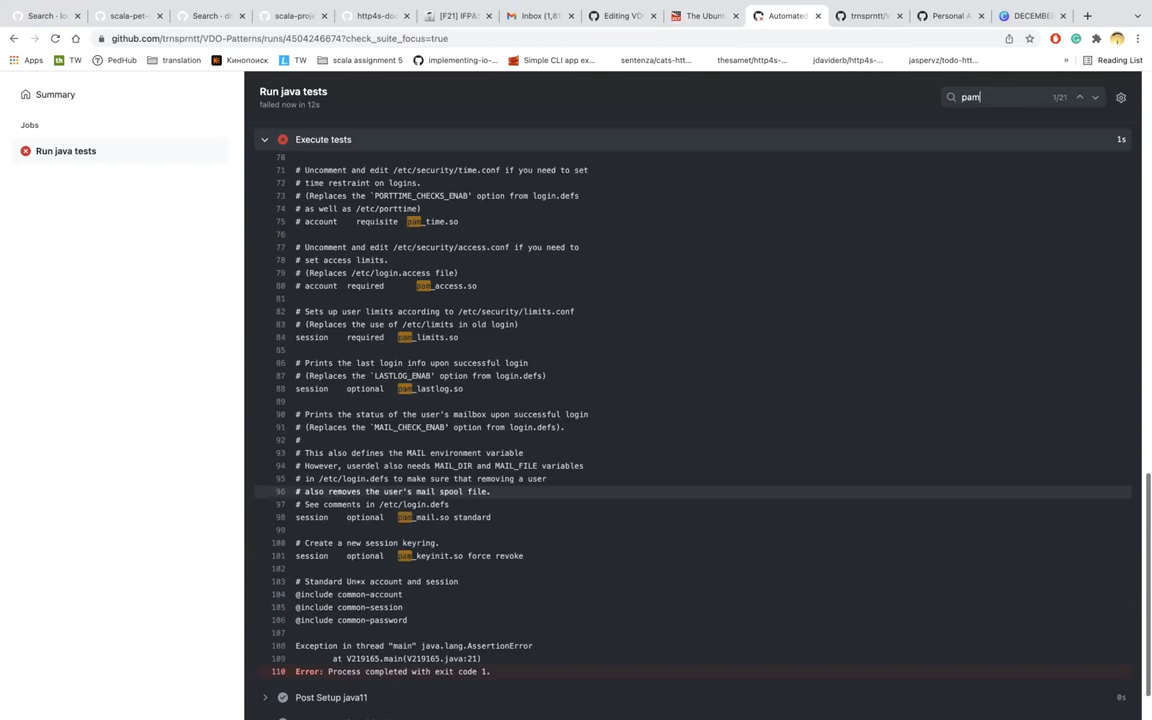 Your work - lo
scala-pet-
Search - ds
scala-proje
http4s-doc
[F21] IFP&S
Inbox (1,81
Editing VDO
The Ubunt
Automated
trnsprntt/V
Personal A
DECEMBER
github.com/trnsprntt/VDO-Patterns/runs/4504246674?check_suite_focus=true
Apps
TW
PedHub
translation
Кинопоиск
TW
scala assignment 5
implementing-io-...
Simple CLI app ex...
sentenza/cats-htt...
thesamet/http4s-...
jdaviderb/http4s-...
jaspervz/todo-htt...
»
Reading List
Summary
Jobs
Run java tests
Run java tests
failed now in 12s
pam
1/21
Execute tests
1s
70
71 # Uncomment and edit /etc/security/time.conf if you need to set
72 # time restraint on logins.
73 # (Replaces the `PORTTIME_CHECKS_ENAB' option from login.defs
74 # as well as /etc/porttime)
75 # account requisite pam_time.so
76
77 # Uncomment and edit /etc/security/access.conf if you need to
78 # set access limits.
79 # (Replaces /etc/login.access file)
80 # account required pam_access.so
81
82 # Sets up user limits according to /etc/security/limits.conf
83 # (Replaces the use of /etc/limits in old login)
84 session required pam_limits.so
85
86 # Prints the last login info upon successful login
87 # (Replaces the `LASTLOG_ENAB' option from login.defs)
88 session optional pam_lastlog.so
89
90 # Prints the status of the user's mailbox upon successful login
91 # (Replaces the `MAIL_CHECK_ENAB' option from login.defs).
92 #
93 # This also defines the MAIL environment variable
94 # However, userdel also needs MAIL_DIR and MAIL_FILE variables
95 # in /etc/login.defs to make sure that removing a user
96 # also removes the user's mail spool file.
97 # See comments in /etc/login.defs
98 session optional pam_mail.so standard
99
100 # Create a new session keyring.
101 session optional pam_keyinit.so force revoke
102
103 # Standard Un*x account and session
104 @include common-account
105 @include common-session
106 @include common-password
107
108 Exception in thread "main" java.lang.AssertionError
109 at V219165.main(V219165.java:21)
110 Error: Process completed with exit code 1.
Post Setup java11
0s